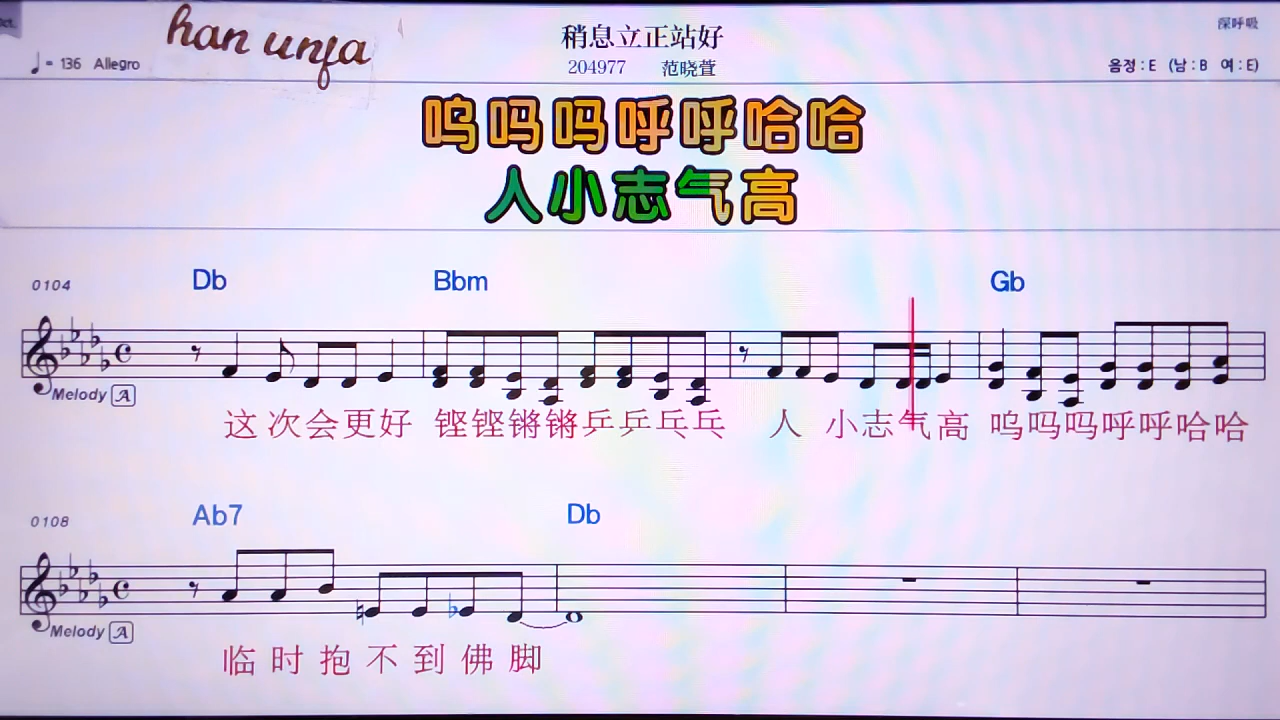 han unfa
稍息立正站好
深呼吸
♩= 136 Allegro
204977 范晓萱
음정 : E (남 : B 여 : E)
呜吗吗呼呼哈哈
人小志气高
0104 Db Bbm Gb
Melody A
这次会更好 铿铿锵锵乒乒乓乓 人 小志气高 呜吗吗呼呼哈哈
0108 Ab7 Db
Melody A
临时抱不到佛脚